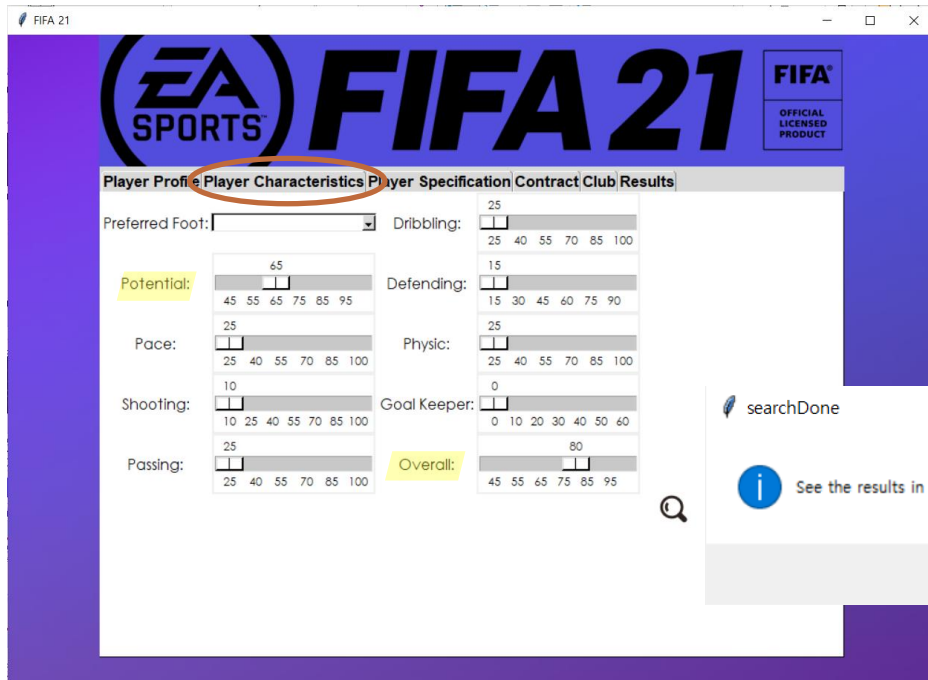 FIFA 21
EA
SPORTS™
FIFA 21
FIFA®
OFFICIAL
LICENSED
PRODUCT
Player Profile Player Characteristics Player Specification Contract Club Results
Preferred Foot:
Dribbling:
25
25 40 55 70 85 100
Potential:
65
45 55 65 75 85 95
Defending:
15
15 30 45 60 75 90
Pace:
25
25 40 55 70 85 100
Physic:
25
25 40 55 70 85 100
Shooting:
10
10 25 40 55 70 85 100
Goal Keeper:
0
0 10 20 30 40 50 60
Passing:
25
25 40 55 70 85 100
Overall:
80
45 55 65 75 85 95
searchDone
i
See the results in